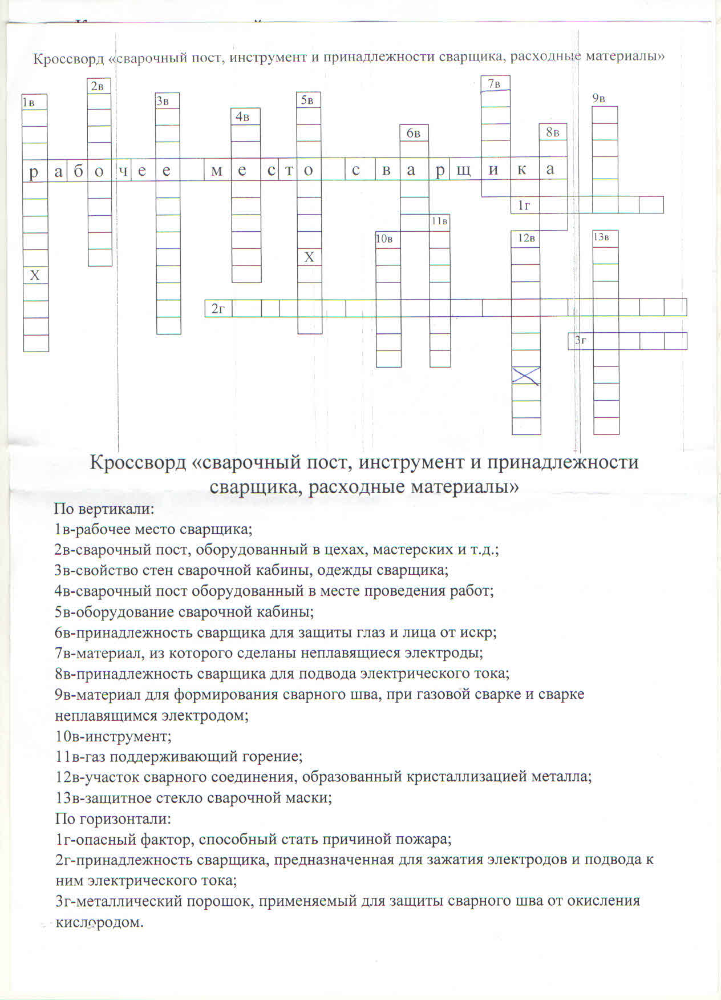 Кроссворд «сварочный пост, инструмент и принадлежности сварщика, расходные материалы»
2в
7в
1в
3в
5в
9в
4в
6в
8в
р а б о ч е е м е с т о с в а р щ и к а
1г
11в
10в
12в
13в
Х
Х
2г
3г
Кроссворд «сварочный пост, инструмент и принадлежности
сварщика, расходные материалы»
По вертикали:
1в-рабочее место сварщика;
2в-сварочный пост, оборудованный в цехах, мастерских и т.д.;
3в-свойство стен сварочной кабины, одежды сварщика;
4в-сварочный пост оборудованный в месте проведения работ;
5в-оборудование сварочной кабины;
6в-принадлежность сварщика для защиты глаз и лица от искр;
7в-материал, из которого сделаны неплавящиеся электроды;
8в-принадлежность сварщика для подвода электрического тока;
9в-материал для формирования сварного шва, при газовой сварке и сварке
неплавящимся электродом;
10в-инструмент;
11в-газ поддерживающий горение;
12в-участок сварного соединения, образованный кристаллизацией металла;
13в-защитное стекло сварочной маски;
По горизонтали:
1г-опасный фактор, способный стать причиной пожара;
2г-принадлежность сварщика, предназначенная для зажатия электродов и подвода к
ним электрического тока;
3г-металлический порошок, применяемый для защиты сварного шва от окисления
кислородом.